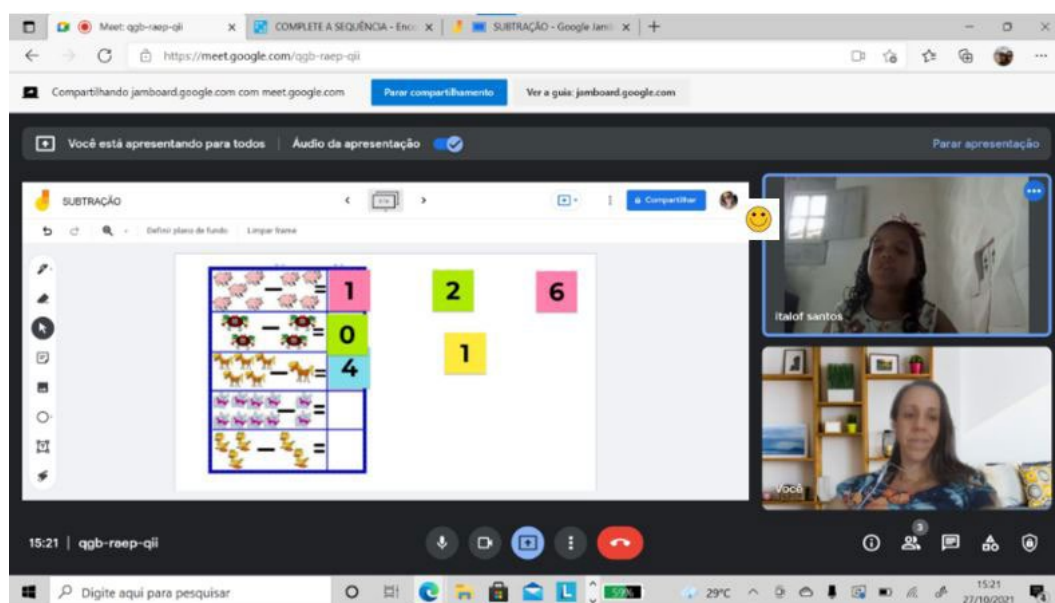 Meet: qgb-raep-qii
COMPLETE A SEQUÊNCIA - Enc
SUBTRAÇÃO - Google Jam
https://meet.google.com/qgb-raep-qii
Compartilhando jamboard.google.com com meet.google.com
Parar compartilhamento
Ver a guia: jamboard.google.com
Você está apresentando para todos
Áudio da apresentação
Parar apresentação
SUBTRAÇÃO
Compartilhar
Definir plano de fundo
Limpar frame
− = 1
2
6
− = 0
1
− = 4
− =
− =
italof santos
Você
15:21 | qgb-raep-qii
3
Digite aqui para pesquisar
L
59%
29°C
15:21
27/10/2021
4